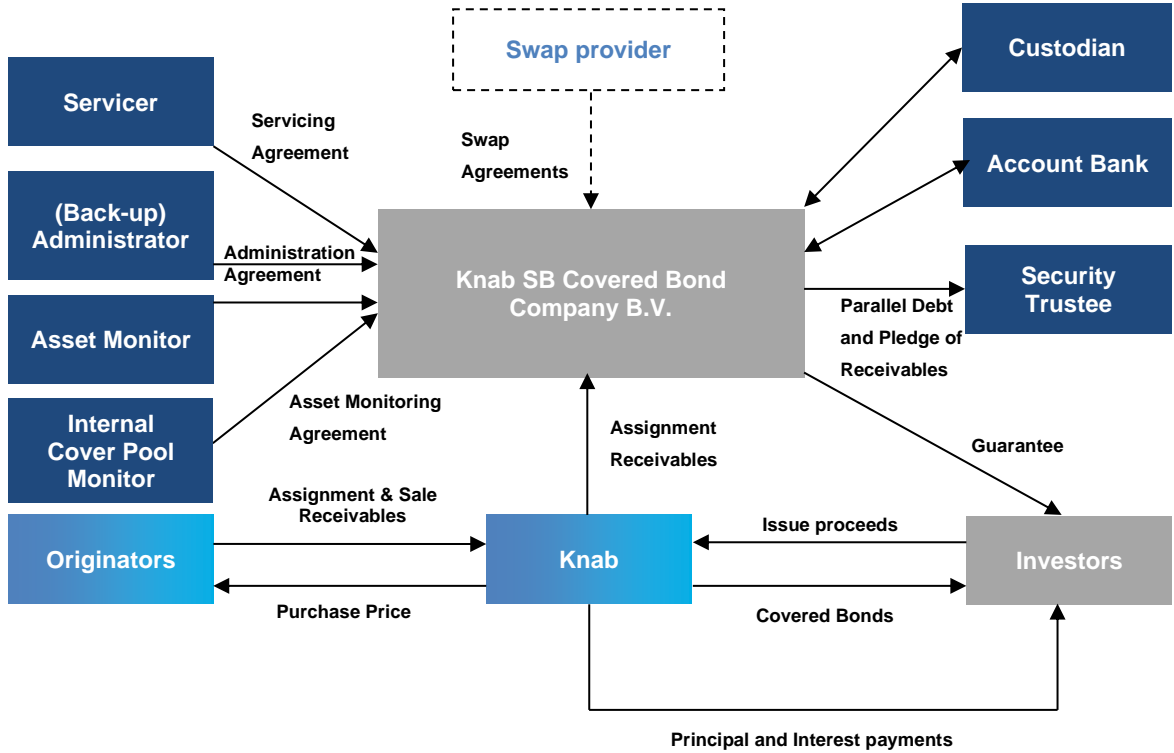 Swap provider
Custodian
Servicer
Servicing
Agreement
Swap
Agreements
Account Bank
(Back-up)
Administrator
Administration
Agreement
Knab SB Covered Bond
Company B.V.
Security
Trustee
Asset Monitor
Parallel Debt
and Pledge of
Receivables
Internal
Cover Pool
Monitor
Asset Monitoring
Agreement
Assignment
Receivables
Guarantee
Assignment & Sale
Receivables
Issue proceeds
Originators
Knab
Investors
Purchase Price
Covered Bonds
Principal and Interest payments